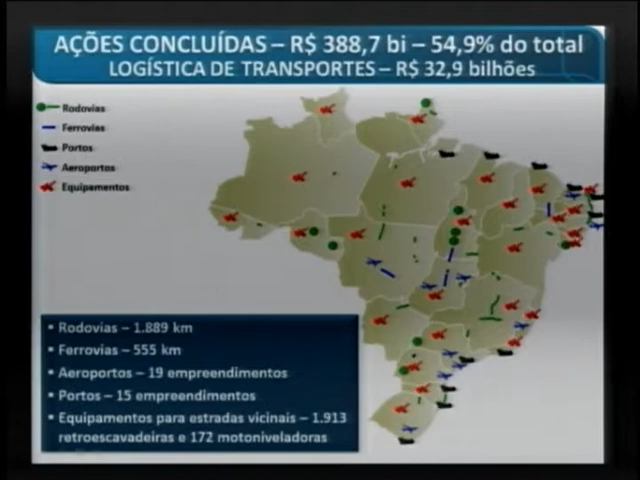 AÇÕES CONCLUÍDAS – R$ 388,7 bi – 54,9% do total
LOGÍSTICA DE TRANSPORTES – R$ 32,9 bilhões
Rodovias
Ferrovias
Portos
Aeroportos
Equipamentos
▪ Rodovias – 1.889 km
▪ Ferrovias – 555 km
▪ Aeroportos – 19 empreendimentos
▪ Portos – 15 empreendimentos
▪ Equipamentos para estradas vicinais – 1.913
retroescavadeiras e 172 motoniveladoras